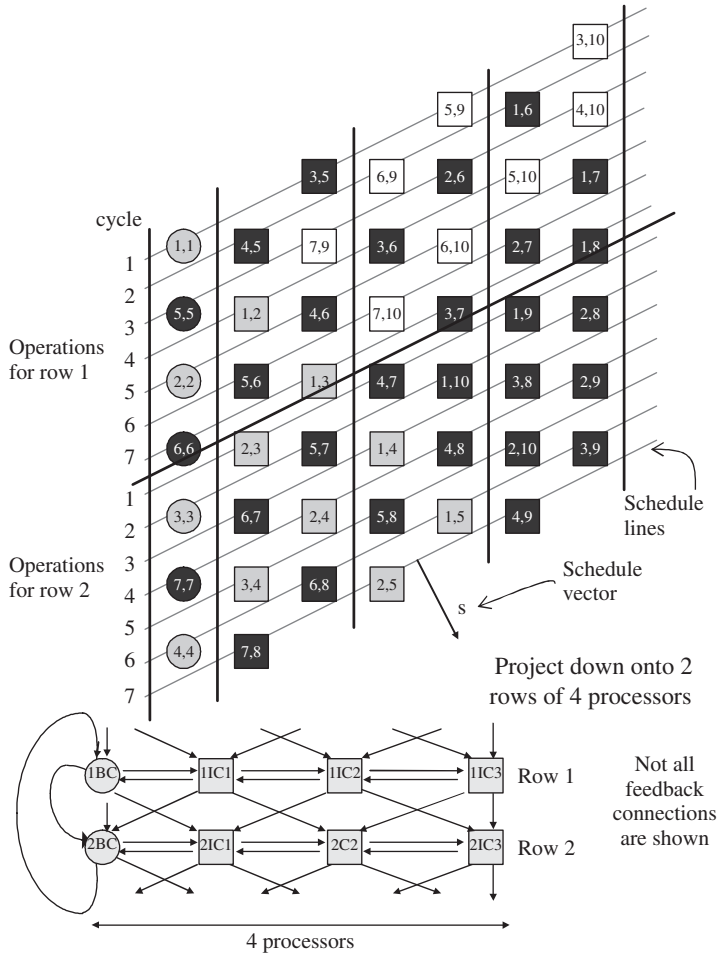 3,10
5,9 1,6 4,10
3,5 6,9 2,6 5,10 1,7
cycle
1,1 4,5 7,9 3,6 6,10 2,7 1,8
1
2
5,5 1,2 4,6 7,10 3,7 1,9 2,8
3
Operations
for row 1
4
2,2 5,6 1,3 4,7 1,10 3,8 2,9
5
6
6,6 2,3 5,7 1,4 4,8 2,10 3,9
7
1
Schedule
lines
3,3 6,7 2,4 5,8 1,5 4,9
2
3
Operations
for row 2
Schedule
vector
7,7 3,4 6,8 2,5
4
s
5
4,4 7,8
6
7
Project down onto 2
rows of 4 processors
1BC 1IC1 1IC2 1IC3 Row 1
2BC 2IC1 2C2 2IC3 Row 2
Not all
feedback
connections
are shown
4 processors